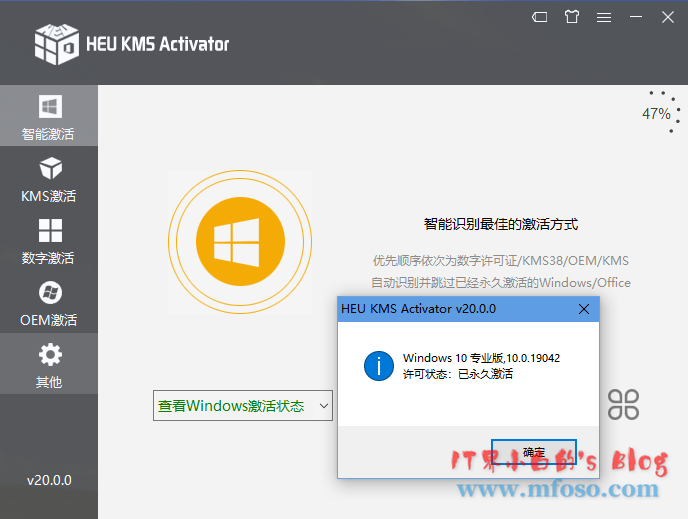 HEU KMS Activator
47%
智能激活
KMS激活
数字激活
OEM激活
其他
v20.0.0
智能识别最佳的激活方式
优先顺序依次为数字许可证/KMS38/OEM/KMS
自动识别并跳过已经永久激活的Windows/Office
查看Windows激活状态
HEU KMS Activator v20.0.0
Windows 10 专业版,10.0.19042
许可状态：已永久激活
确定
IT界小白的's Blog
www.mfoso.com